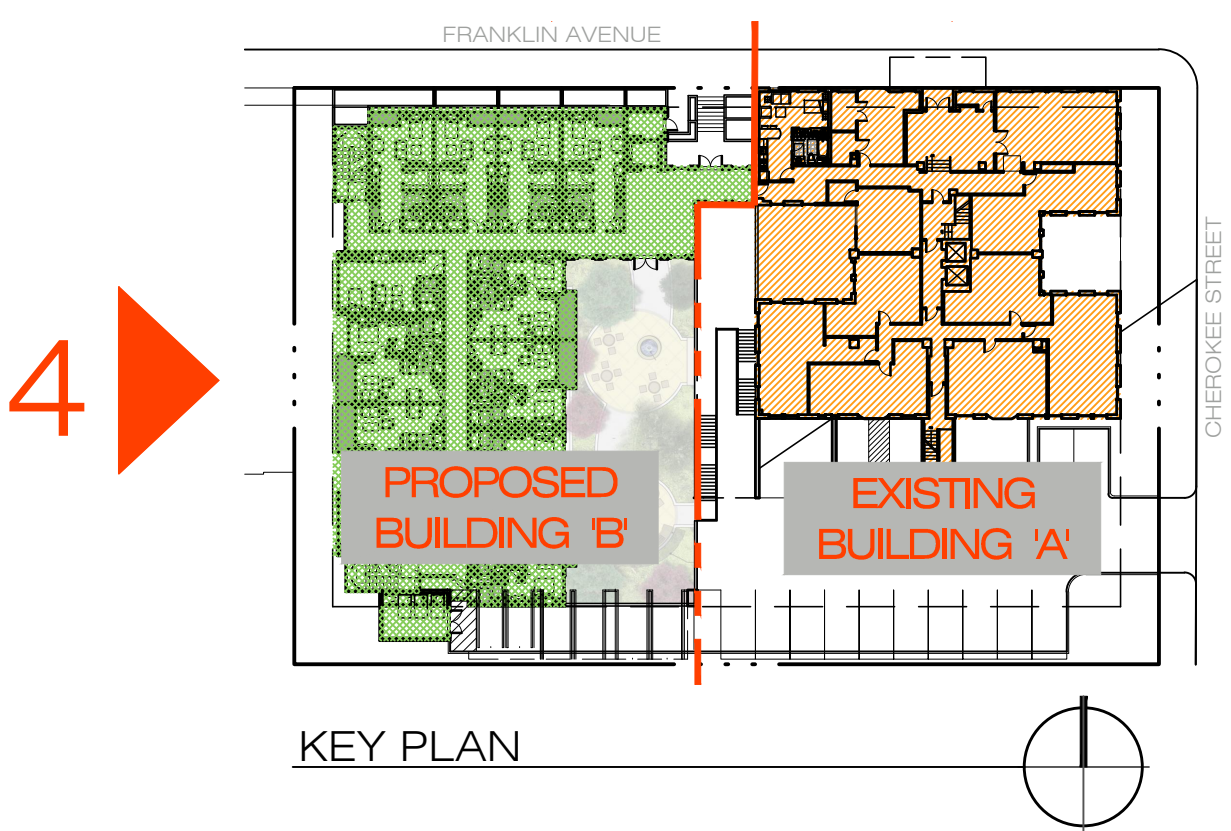 FRANKLIN AVENUE
CHEROKEE STREET
4
PROPOSED
BUILDING 'B'
EXISTING
BUILDING 'A'
KEY PLAN